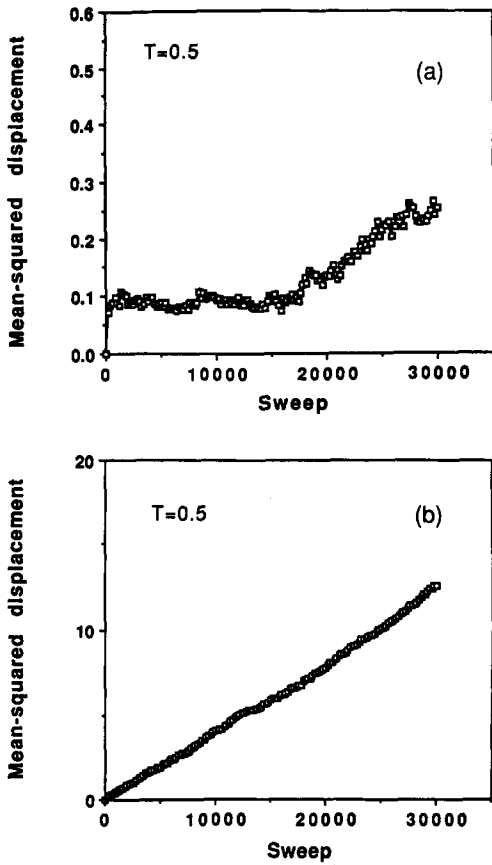 0.6
T=0.5
(a)
0.5
0.4
0.3
0.2
0.1
0.0
Mean-squared displacement
0 10000 20000 30000
Sweep
20
T=0.5
(b)
10
0
Mean-squared displacement
0 10000 20000 30000
Sweep